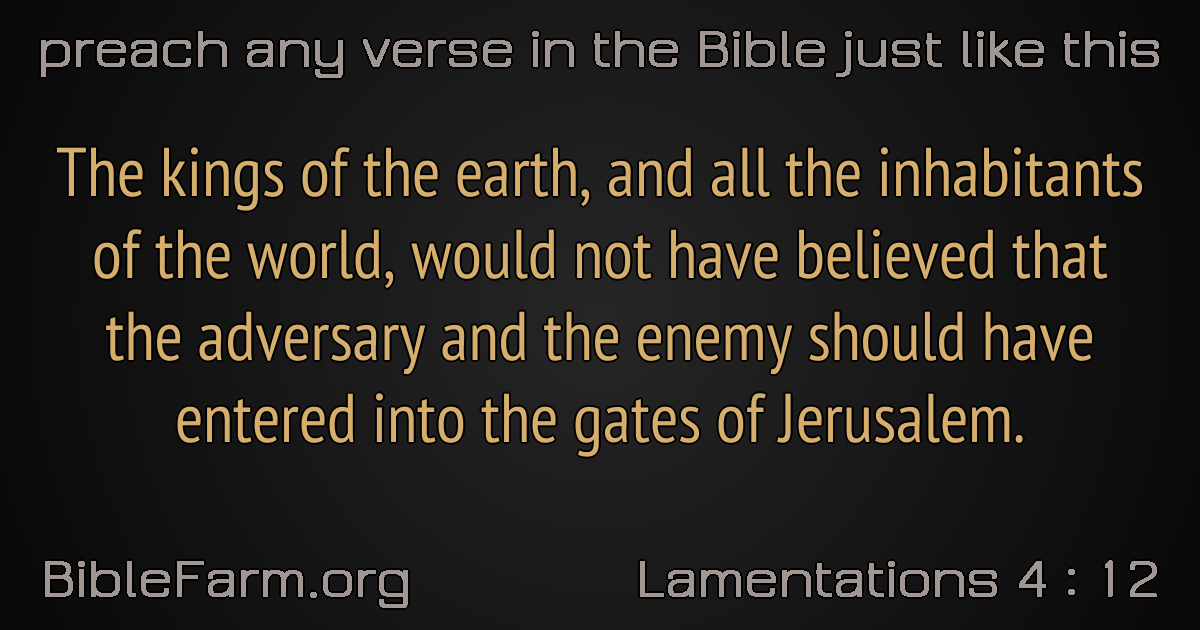 preach any verse in the Bible just like this
The kings of the earth, and all the inhabitants
of the world, would not have believed that
the adversary and the enemy should have
entered into the gates of Jerusalem.
BibleFarm.org
Lamentations 4 : 12